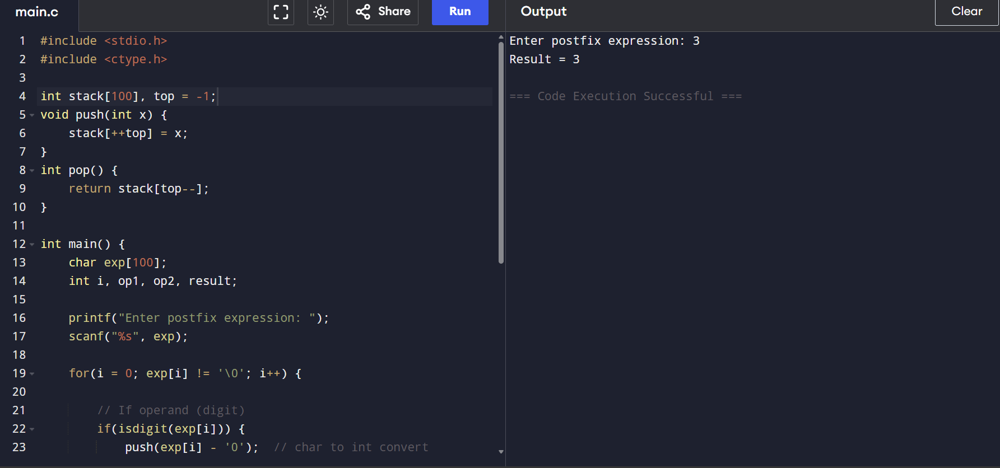 main.c
Share
Run
Output
Clear
1 #include <stdio.h>
2 #include <ctype.h>
3
4 int stack[100], top = -1;
5 void push(int x) {
6     stack[++top] = x;
7 }
8 int pop() {
9     return stack[top--];
10 }
11
12 int main() {
13     char exp[100];
14     int i, op1, op2, result;
15
16     printf("Enter postfix expression: ");
17     scanf("%s", exp);
18
19     for(i = 0; exp[i] != '\0'; i++) {
20
21         // If operand (digit)
22         if(isdigit(exp[i])) {
23             push(exp[i] - '0');  // char to int convert
Enter postfix expression: 3
Result = 3
=== Code Execution Successful ===